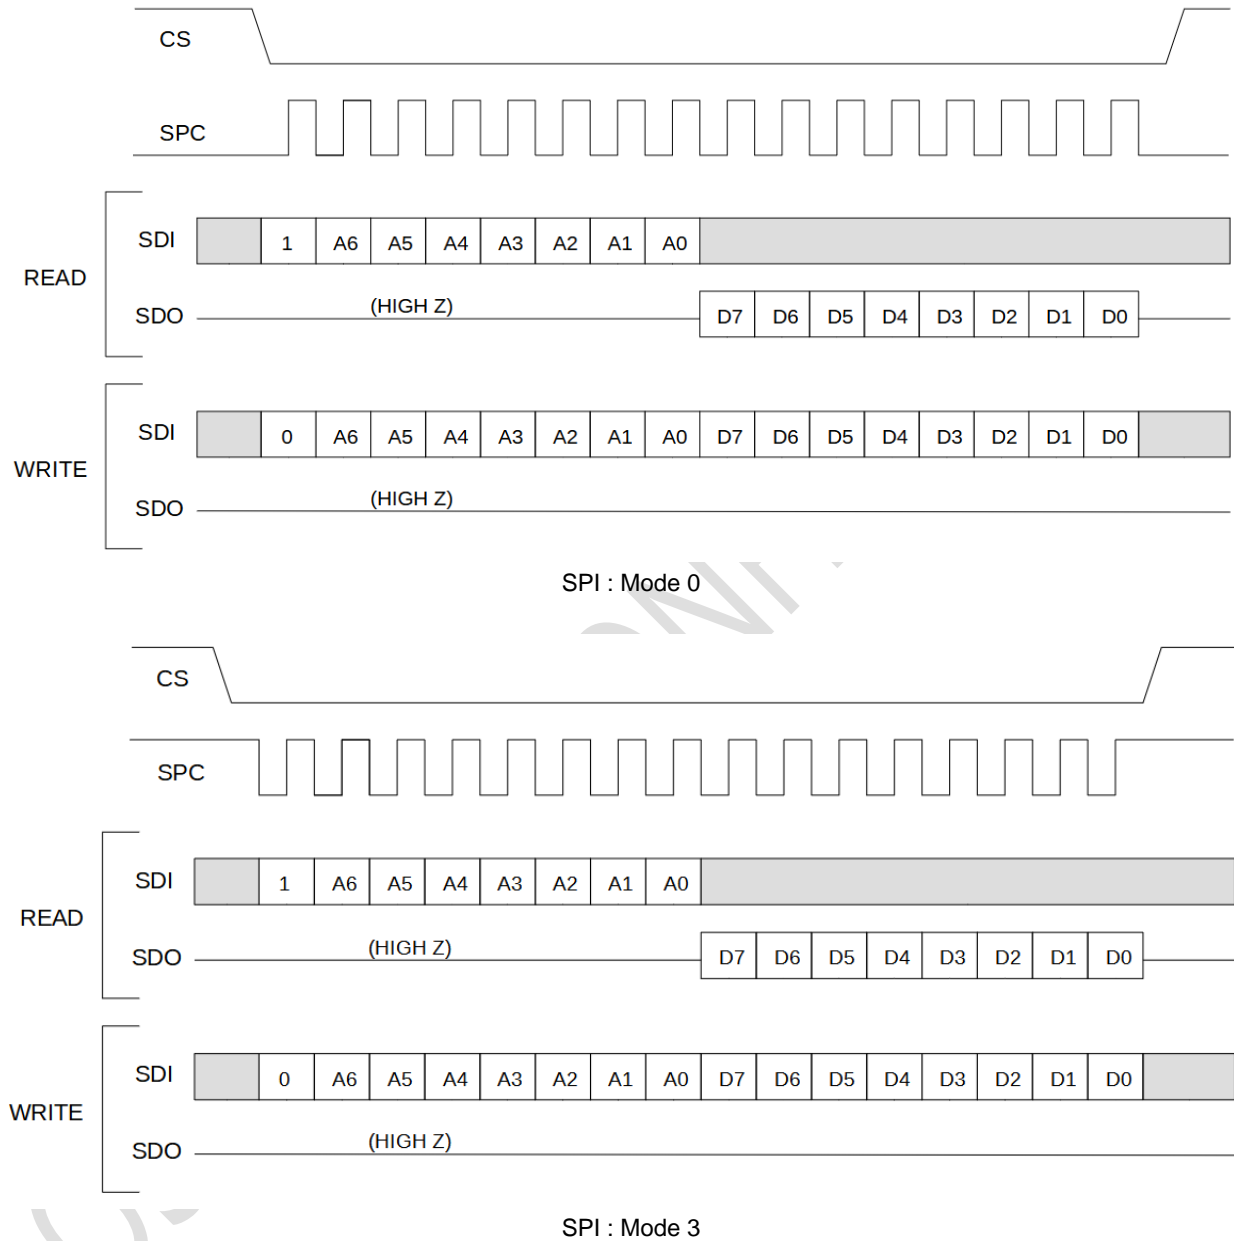 CS
SPC
READ
SDI 1 A6 A5 A4 A3 A2 A1 A0
SDO (HIGH Z) D7 D6 D5 D4 D3 D2 D1 D0
WRITE
SDI 0 A6 A5 A4 A3 A2 A1 A0 D7 D6 D5 D4 D3 D2 D1 D0
SDO (HIGH Z)
SPI : Mode 0
CS
SPC
READ
SDI 1 A6 A5 A4 A3 A2 A1 A0
SDO (HIGH Z) D7 D6 D5 D4 D3 D2 D1 D0
WRITE
SDI 0 A6 A5 A4 A3 A2 A1 A0 D7 D6 D5 D4 D3 D2 D1 D0
SDO (HIGH Z)
SPI : Mode 3